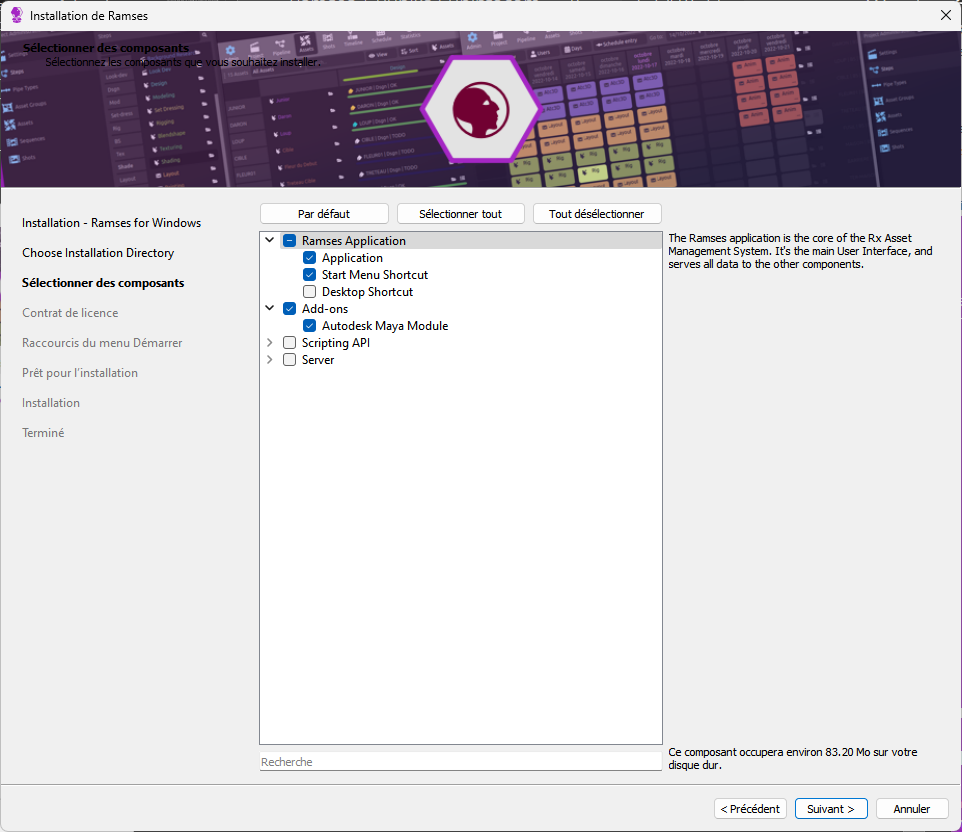 Installation de Ramses
Sélectionner des composants
Sélectionnez les composants que vous souhaitez installer.
Installation - Ramses for Windows
Choose Installation Directory
Sélectionner des composants
Contrat de licence
Raccourcis du menu Démarrer
Prêt pour l'installation
Installation
Terminé
Par défaut
Sélectionner tout
Tout désélectionner
Ramses Application
Application
Start Menu Shortcut
Desktop Shortcut
Add-ons
Autodesk Maya Module
Scripting API
Server
Recherche
The Ramses application is the core of the Rx Asset
Management System. It's the main User Interface, and
serves all data to the other components.
Ce composant occupera environ 83.20 Mo sur votre
disque dur.
< Précédent
Suivant >
Annuler